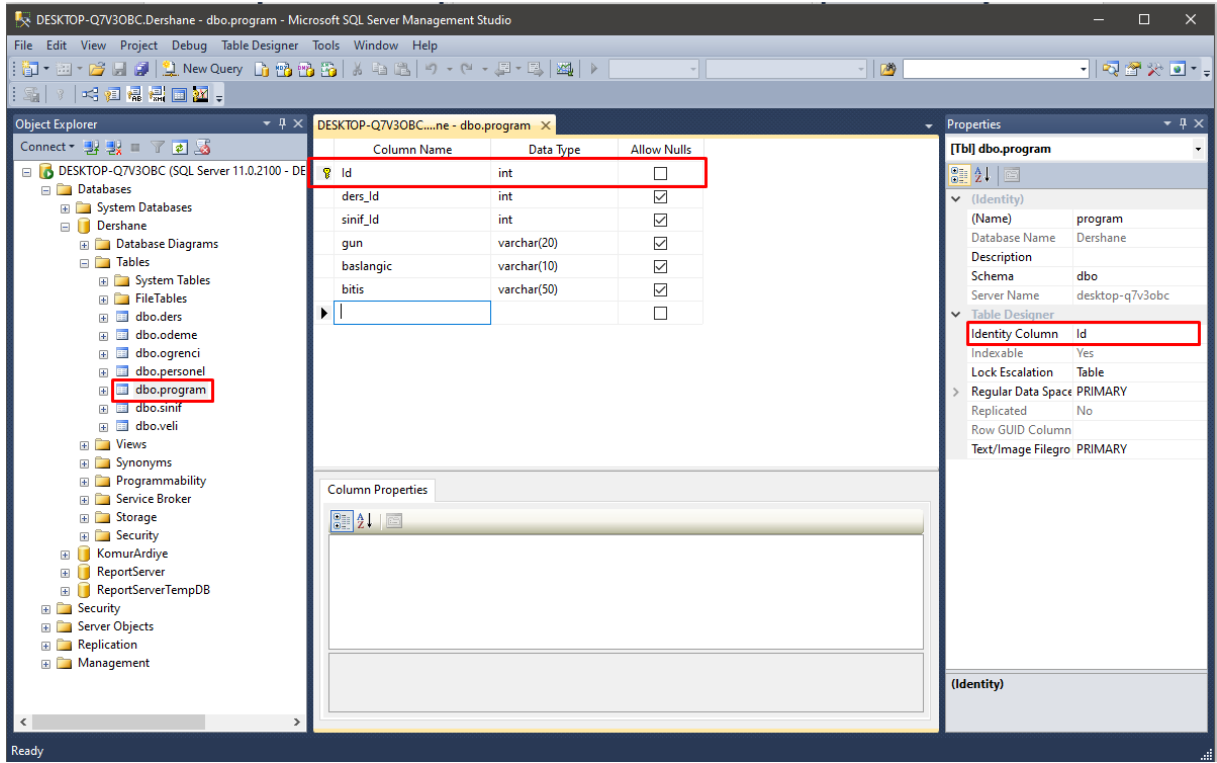 DESKTOP-Q7V3OBC.Dershane - dbo.program - Microsoft SQL Server Management Studio
File Edit View Project Debug Table Designer Tools Window Help
New Query
Object Explorer
Connect
DESKTOP-Q7V3OBC (SQL Server 11.0.2100 - DE
Databases
System Databases
Dershane
Database Diagrams
Tables
System Tables
FileTables
dbo.ders
dbo.odeme
dbo.ogrenci
dbo.personel
dbo.program
dbo.sinif
dbo.veli
Views
Synonyms
Programmability
Service Broker
Storage
Security
KomurArdiye
ReportServer
ReportServerTempDB
Security
Server Objects
Replication
Management
DESKTOP-Q7V3OBC....ne - dbo.program
Column Name Data Type Allow Nulls
Id int
ders_Id int
sinif_Id int
gun varchar(20)
baslangic varchar(10)
bitis varchar(50)
Column Properties
Properties
[Tbl] dbo.program
(Identity)
(Name) program
Database Name Dershane
Description
Schema dbo
Server Name desktop-q7v3obc
Table Designer
Identity Column Id
Indexable Yes
Lock Escalation Table
Regular Data Space PRIMARY
Replicated No
Row GUID Column
Text/Image Filegro PRIMARY
(Identity)
Ready